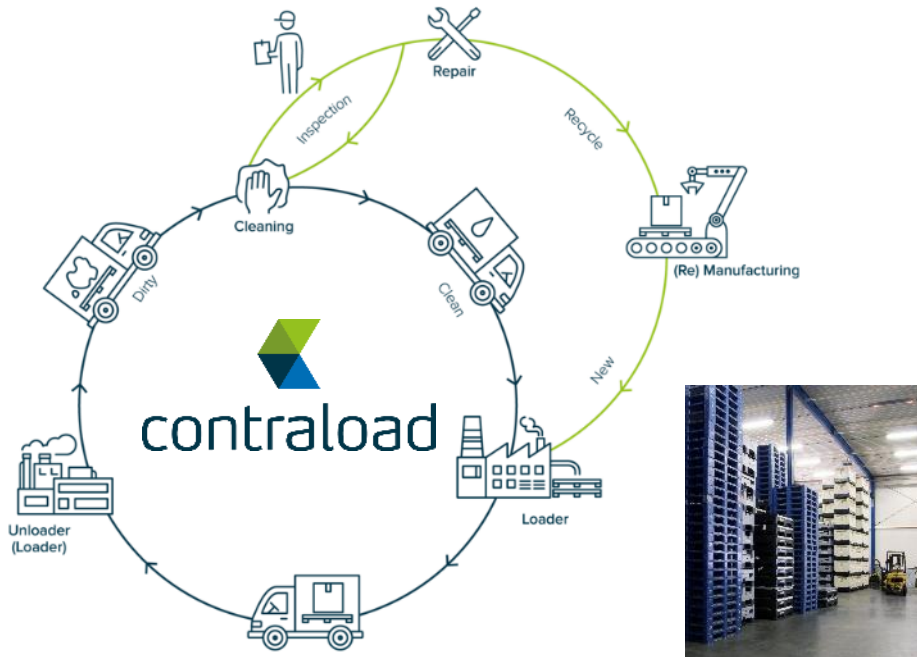 Repair
Inspection
Recycle
Cleaning
(Re) Manufacturing
Dirty
Clean
New
contraload
Loader
Unloader
(Loader)